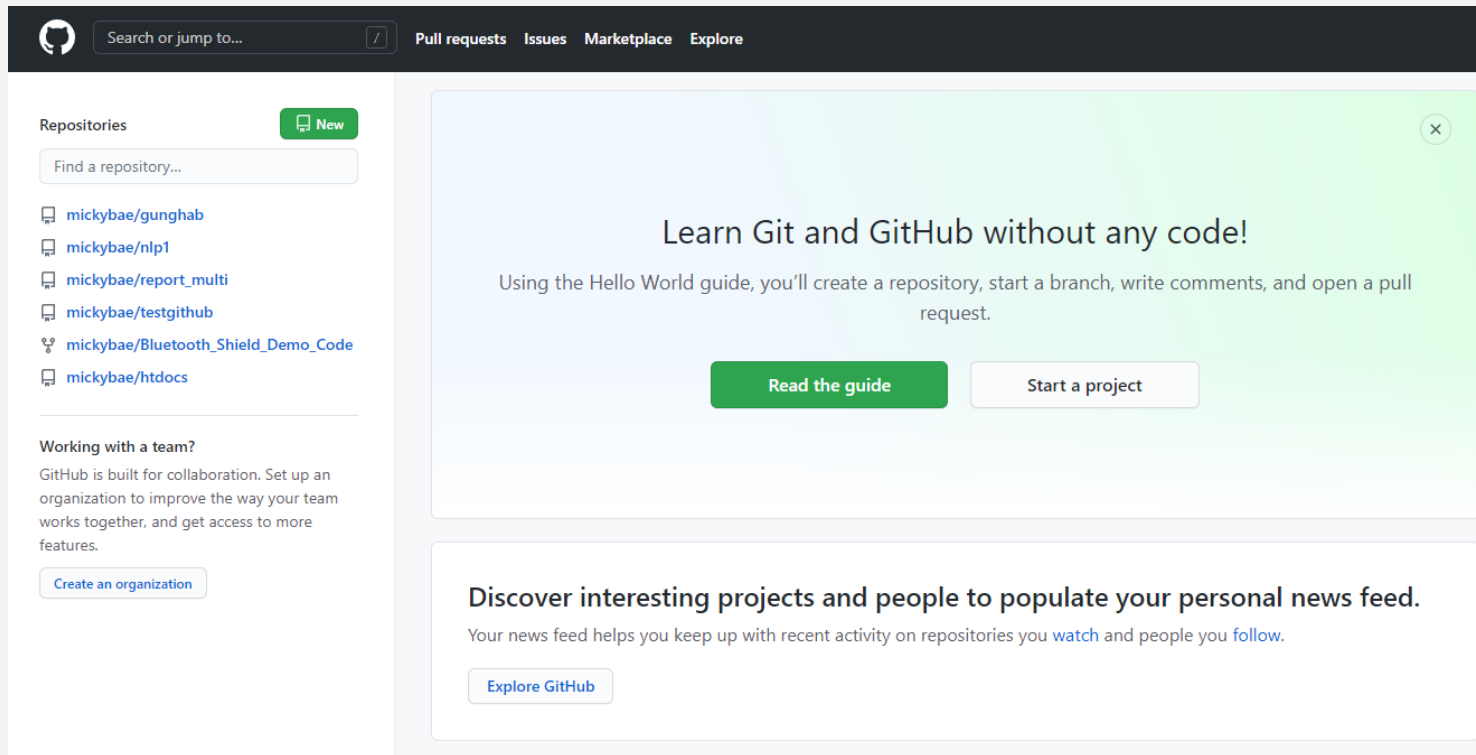 Search or jump to... /
Pull requests Issues Marketplace Explore
Repositories
New
Find a repository...
mickybae/gunghab
mickybae/nlp1
mickybae/report_multi
mickybae/testgithub
mickybae/Bluetooth_Shield_Demo_Code
mickybae/htdocs
Working with a team?
GitHub is built for collaboration. Set up an
organization to improve the way your team
works together, and get access to more
features.
Create an organization
Learn Git and GitHub without any code!
Using the Hello World guide, you’ll create a repository, start a branch, write comments, and open a pull
request.
Read the guide
Start a project
Discover interesting projects and people to populate your personal news feed.
Your news feed helps you keep up with recent activity on repositories you watch and people you follow.
Explore GitHub